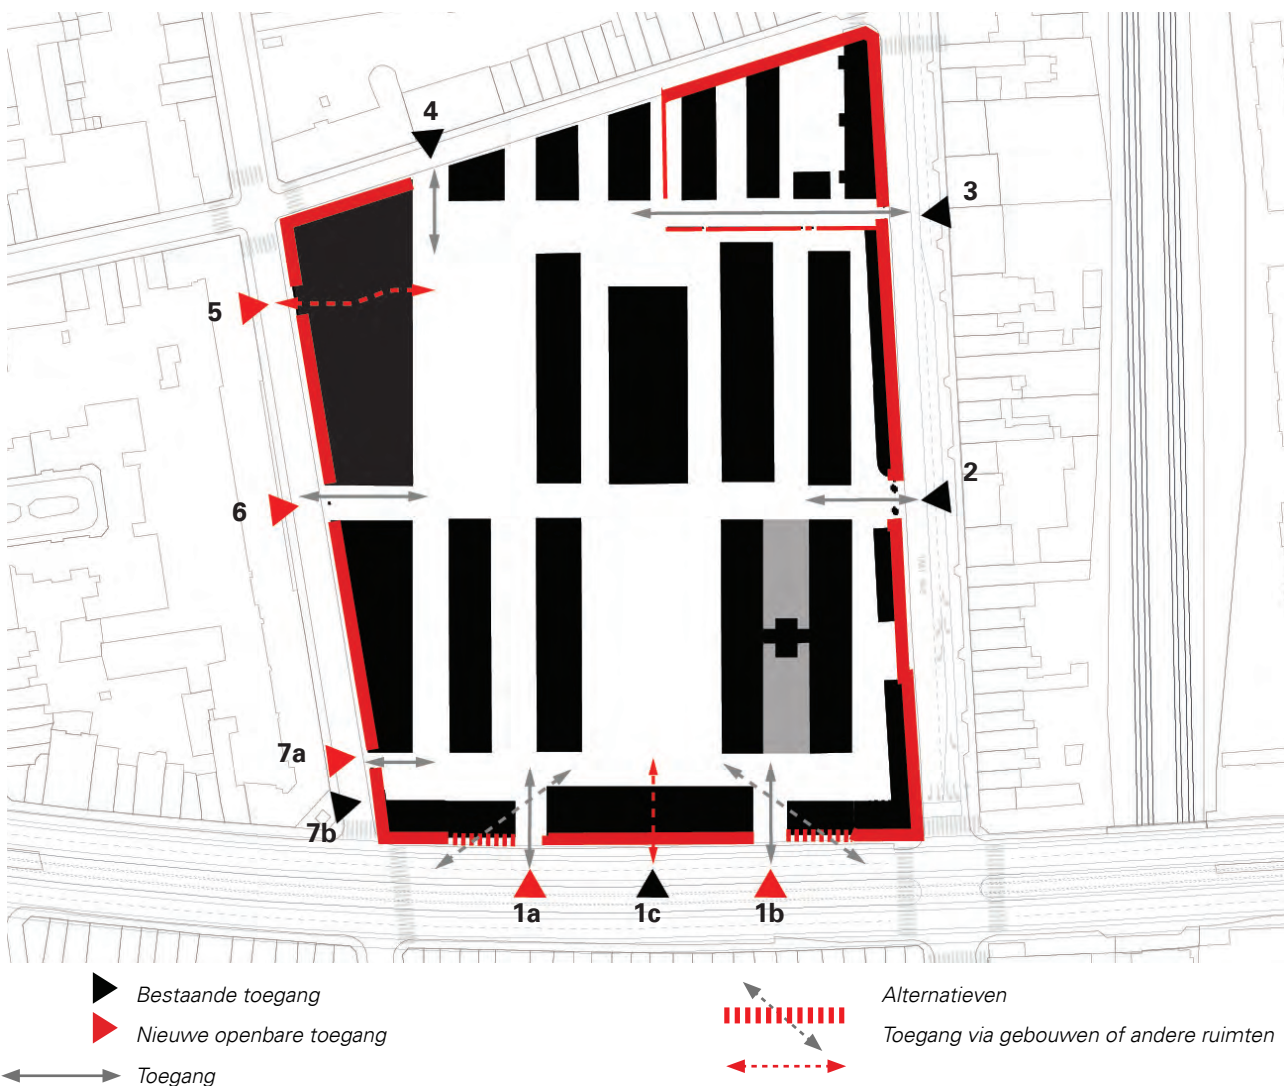 4
3
5
2
6
7a
7b
1a
1c
1b
Bestaande toegang
Nieuwe openbare toegang
Toegang
Alternatieven
Toegang via gebouwen of andere ruimten